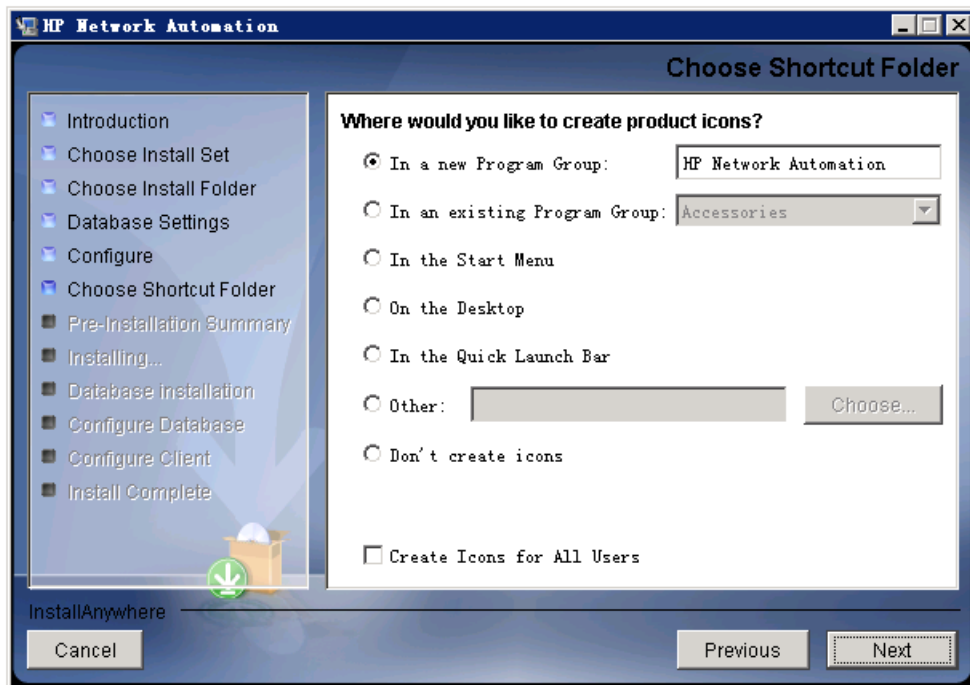 HP Network Automation
Choose Shortcut Folder
Introduction
Choose Install Set
Choose Install Folder
Database Settings
Configure
Choose Shortcut Folder
Pre-Installation Summary
Installing...
Database installation
Configure Database
Configure Client
Install Complete
Where would you like to create product icons?
In a new Program Group: HP Network Automation
In an existing Program Group: Accessories
In the Start Menu
On the Desktop
In the Quick Launch Bar
Other: Choose...
Don't create icons
Create Icons for All Users
InstallAnywhere
Cancel Previous Next